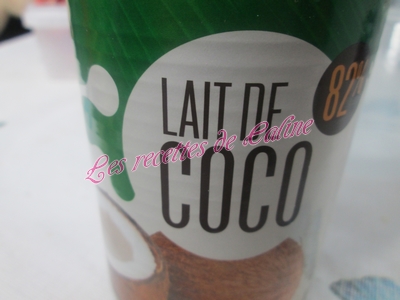 LAIT DE
82%
Les recettes de Caline
COCO